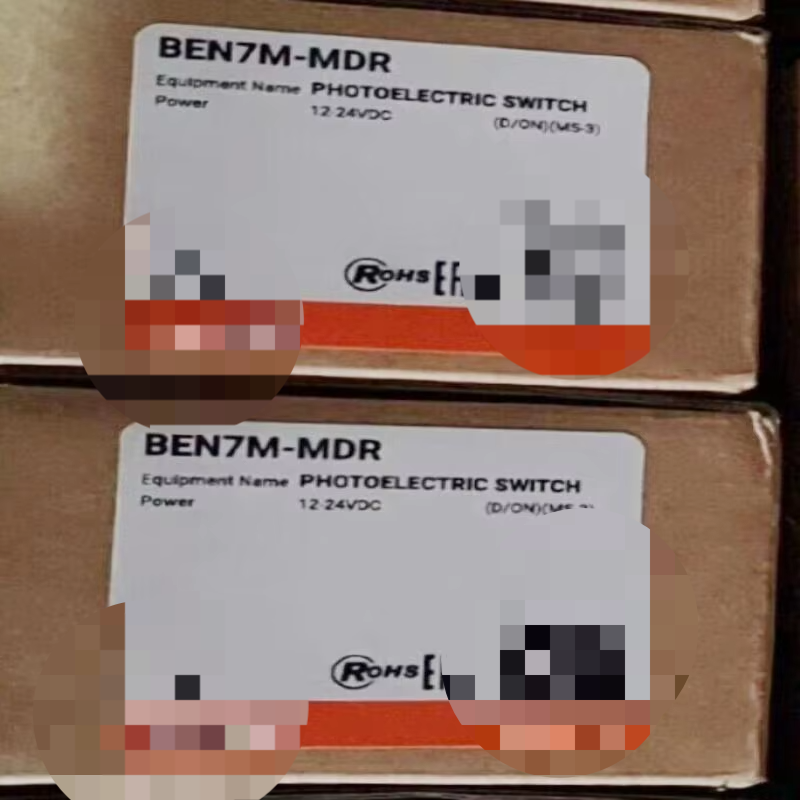 BEN7M-MDR
Equipment Name PHOTOELECTRIC SWITCH
Power 12-24VDC (D/ON)(MS-3)
RoHS
BEN7M-MDR
Equipment Name PHOTOELECTRIC SWITCH
Power 12-24VDC (D/ON)
RoHS